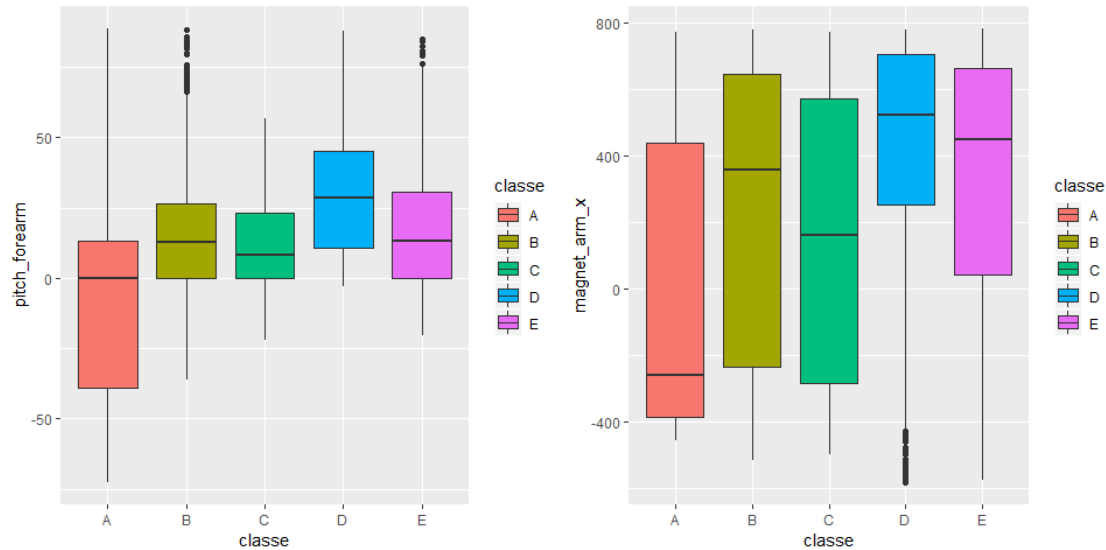 pitch_forearm
50
0
-50
A B C D E
classe
classe
A
B
C
D
E
magnet_arm_x
800
400
0
-400
A B C D E
classe
classe
A
B
C
D
E